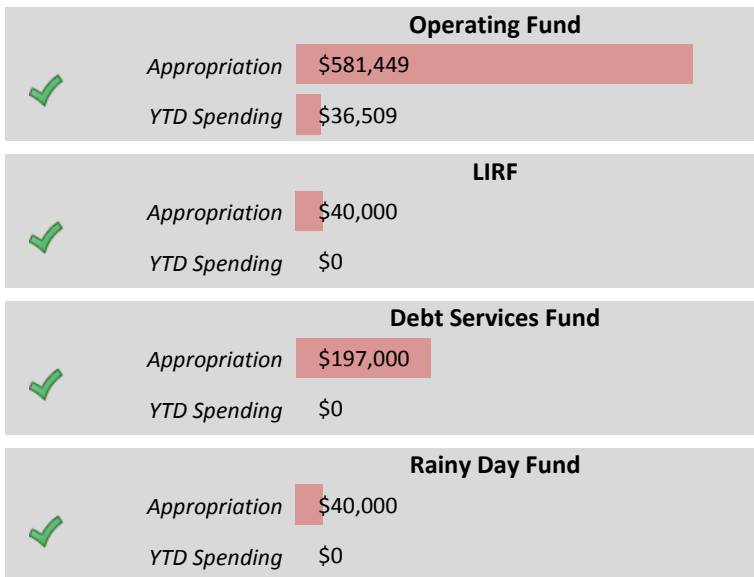 Operating Fund
Appropriation $581,449
YTD Spending $36,509
LIRF
Appropriation $40,000
YTD Spending $0
Debt Services Fund
Appropriation $197,000
YTD Spending $0
Rainy Day Fund
Appropriation $40,000
YTD Spending $0